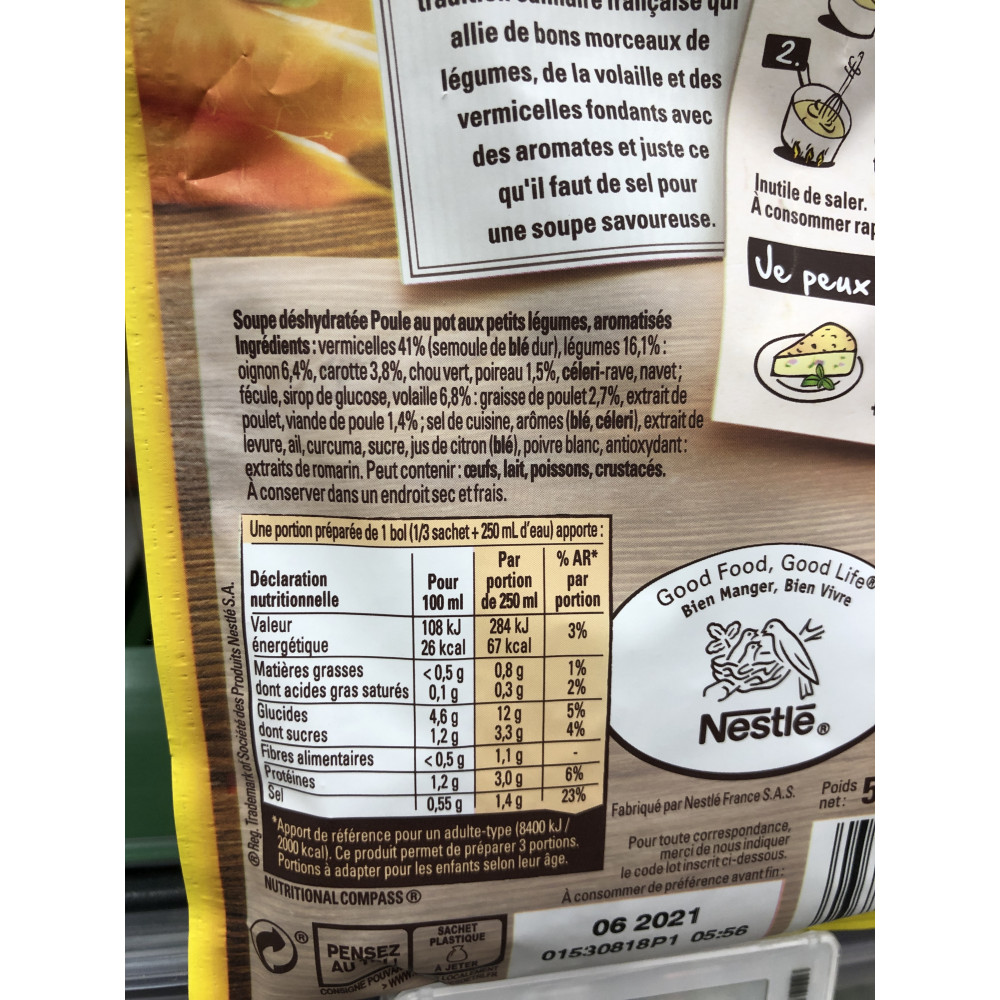 allie de bons morceaux de
légumes, de la volaille et des
vermicelles fondants avec
des aromates et juste ce
qu'il faut de sel pour
une soupe savoureuse.
2.
Inutile de saler.
À consommer
Je peux
Soupe déshydratée Poule au pot aux petits légumes, aromatisés
Ingrédients : vermicelles 41% (semoule de blé dur), légumes 16,1% :
oignon 6,4%, carotte 3,8%, chou vert, poireau 1,5%, céleri-rave, navet ;
fécule, sirop de glucose, volaille 6,8% : graisse de poulet 2,7%, extrait de
poulet, viande de poule 1,4% ; sel de cuisine, arômes (blé, céleri), extrait de
levure, ail, curcuma, sucre, jus de citron (blé), poivre blanc, antioxydant :
extraits de romarin. Peut contenir : œufs, lait, poissons, crustacés.
À conserver dans un endroit sec et frais.
Une portion préparée de 1 bol (1/3 sachet + 250 mL d'eau) apporte :
Déclaration nutritionnelle Pour 100 ml Par portion de 250 ml % AR* par portion
Valeur énergétique 108 kJ 26 kcal 284 kJ 67 kcal 3%
Matières grasses <0,5 g 0,8 g 1%
dont acides gras saturés 0,1 g 0,3 g 2%
Glucides 4,6 g 12 g 5%
dont sucres 1,2 g 3,3 g 4%
Fibres alimentaires <0,5 g 1,1 g -
Protéines 1,2 g 3,0 g 6%
Sel 0,55 g 1,4 g 23%
*Apport de référence pour un adulte-type (8400 kJ /
2000 kcal). Ce produit permet de préparer 3 portions.
Portions à adapter pour les enfants selon leur âge.
NUTRITIONAL COMPASS ®
® Reg. Trademark of Société des Produits Nestlé S.A.
Good Food, Good Life®
Bien Manger, Bien Vivre
Nestlé®
Fabriqué par Nestlé France S.A.S.
Poids
net : 5
Pour toute correspondance,
merci de nous indiquer
le code lot inscrit ci-dessous.
À consommer de préférence avant fin :
06 2021
01530818P1 05:56
®
PENSEZ
AU
CONSIGNE
SACHET
PLASTIQUE
À JETER